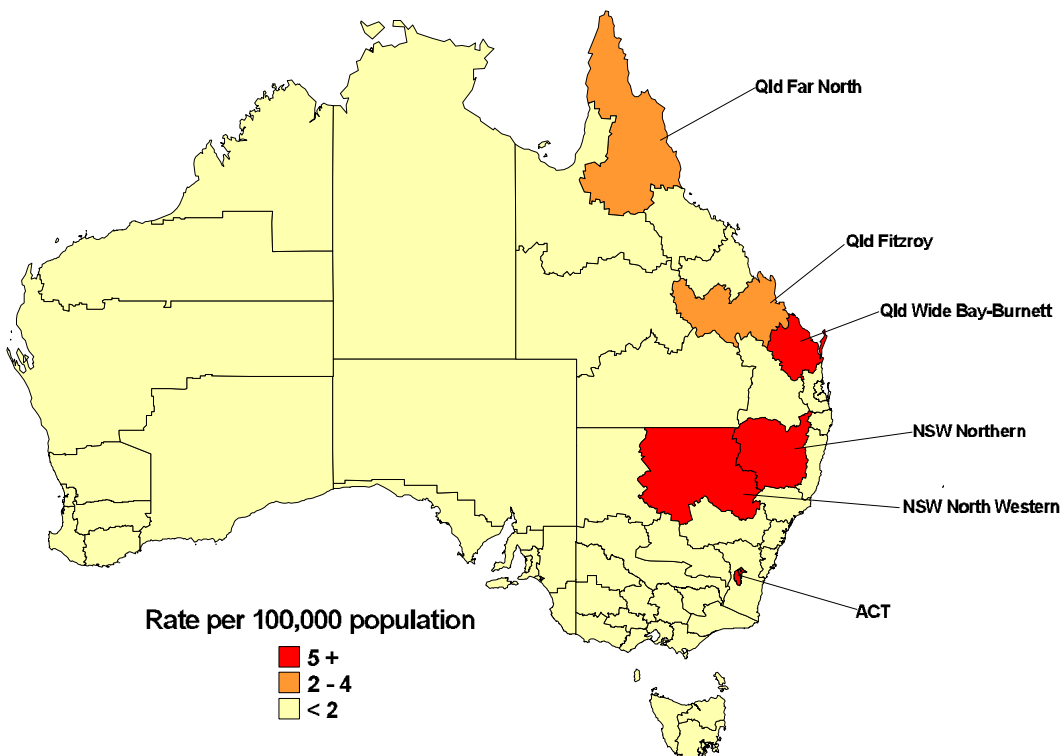 Qld Far North
Qld Fitzroy
Qld Wide Bay-Burnett
NSW Northern
NSW North Western
ACT
Rate per 100,000 population
5 +
2 - 4
< 2